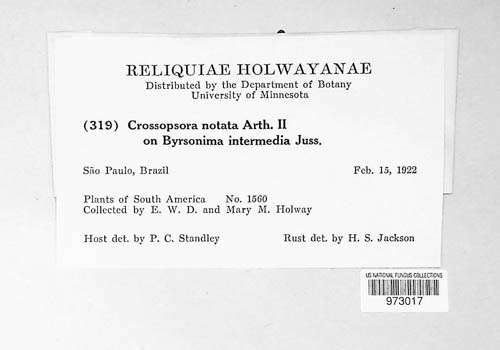 RELIQUIAE HOLWAYANAE
Distributed by the Department of Botany
University of Minnesota
(319) Crossopsora notata Arth. II
on Byrsonima intermedia Juss.
São Paulo, Brazil Feb. 15, 1922
Plants of South America No. 1560
Collected by E. W. D. and Mary M. Holway
Host det. by P. C. Standley Rust det. by H. S. Jackson
US NATIONAL FUNGUS COLLECTIONS
973017